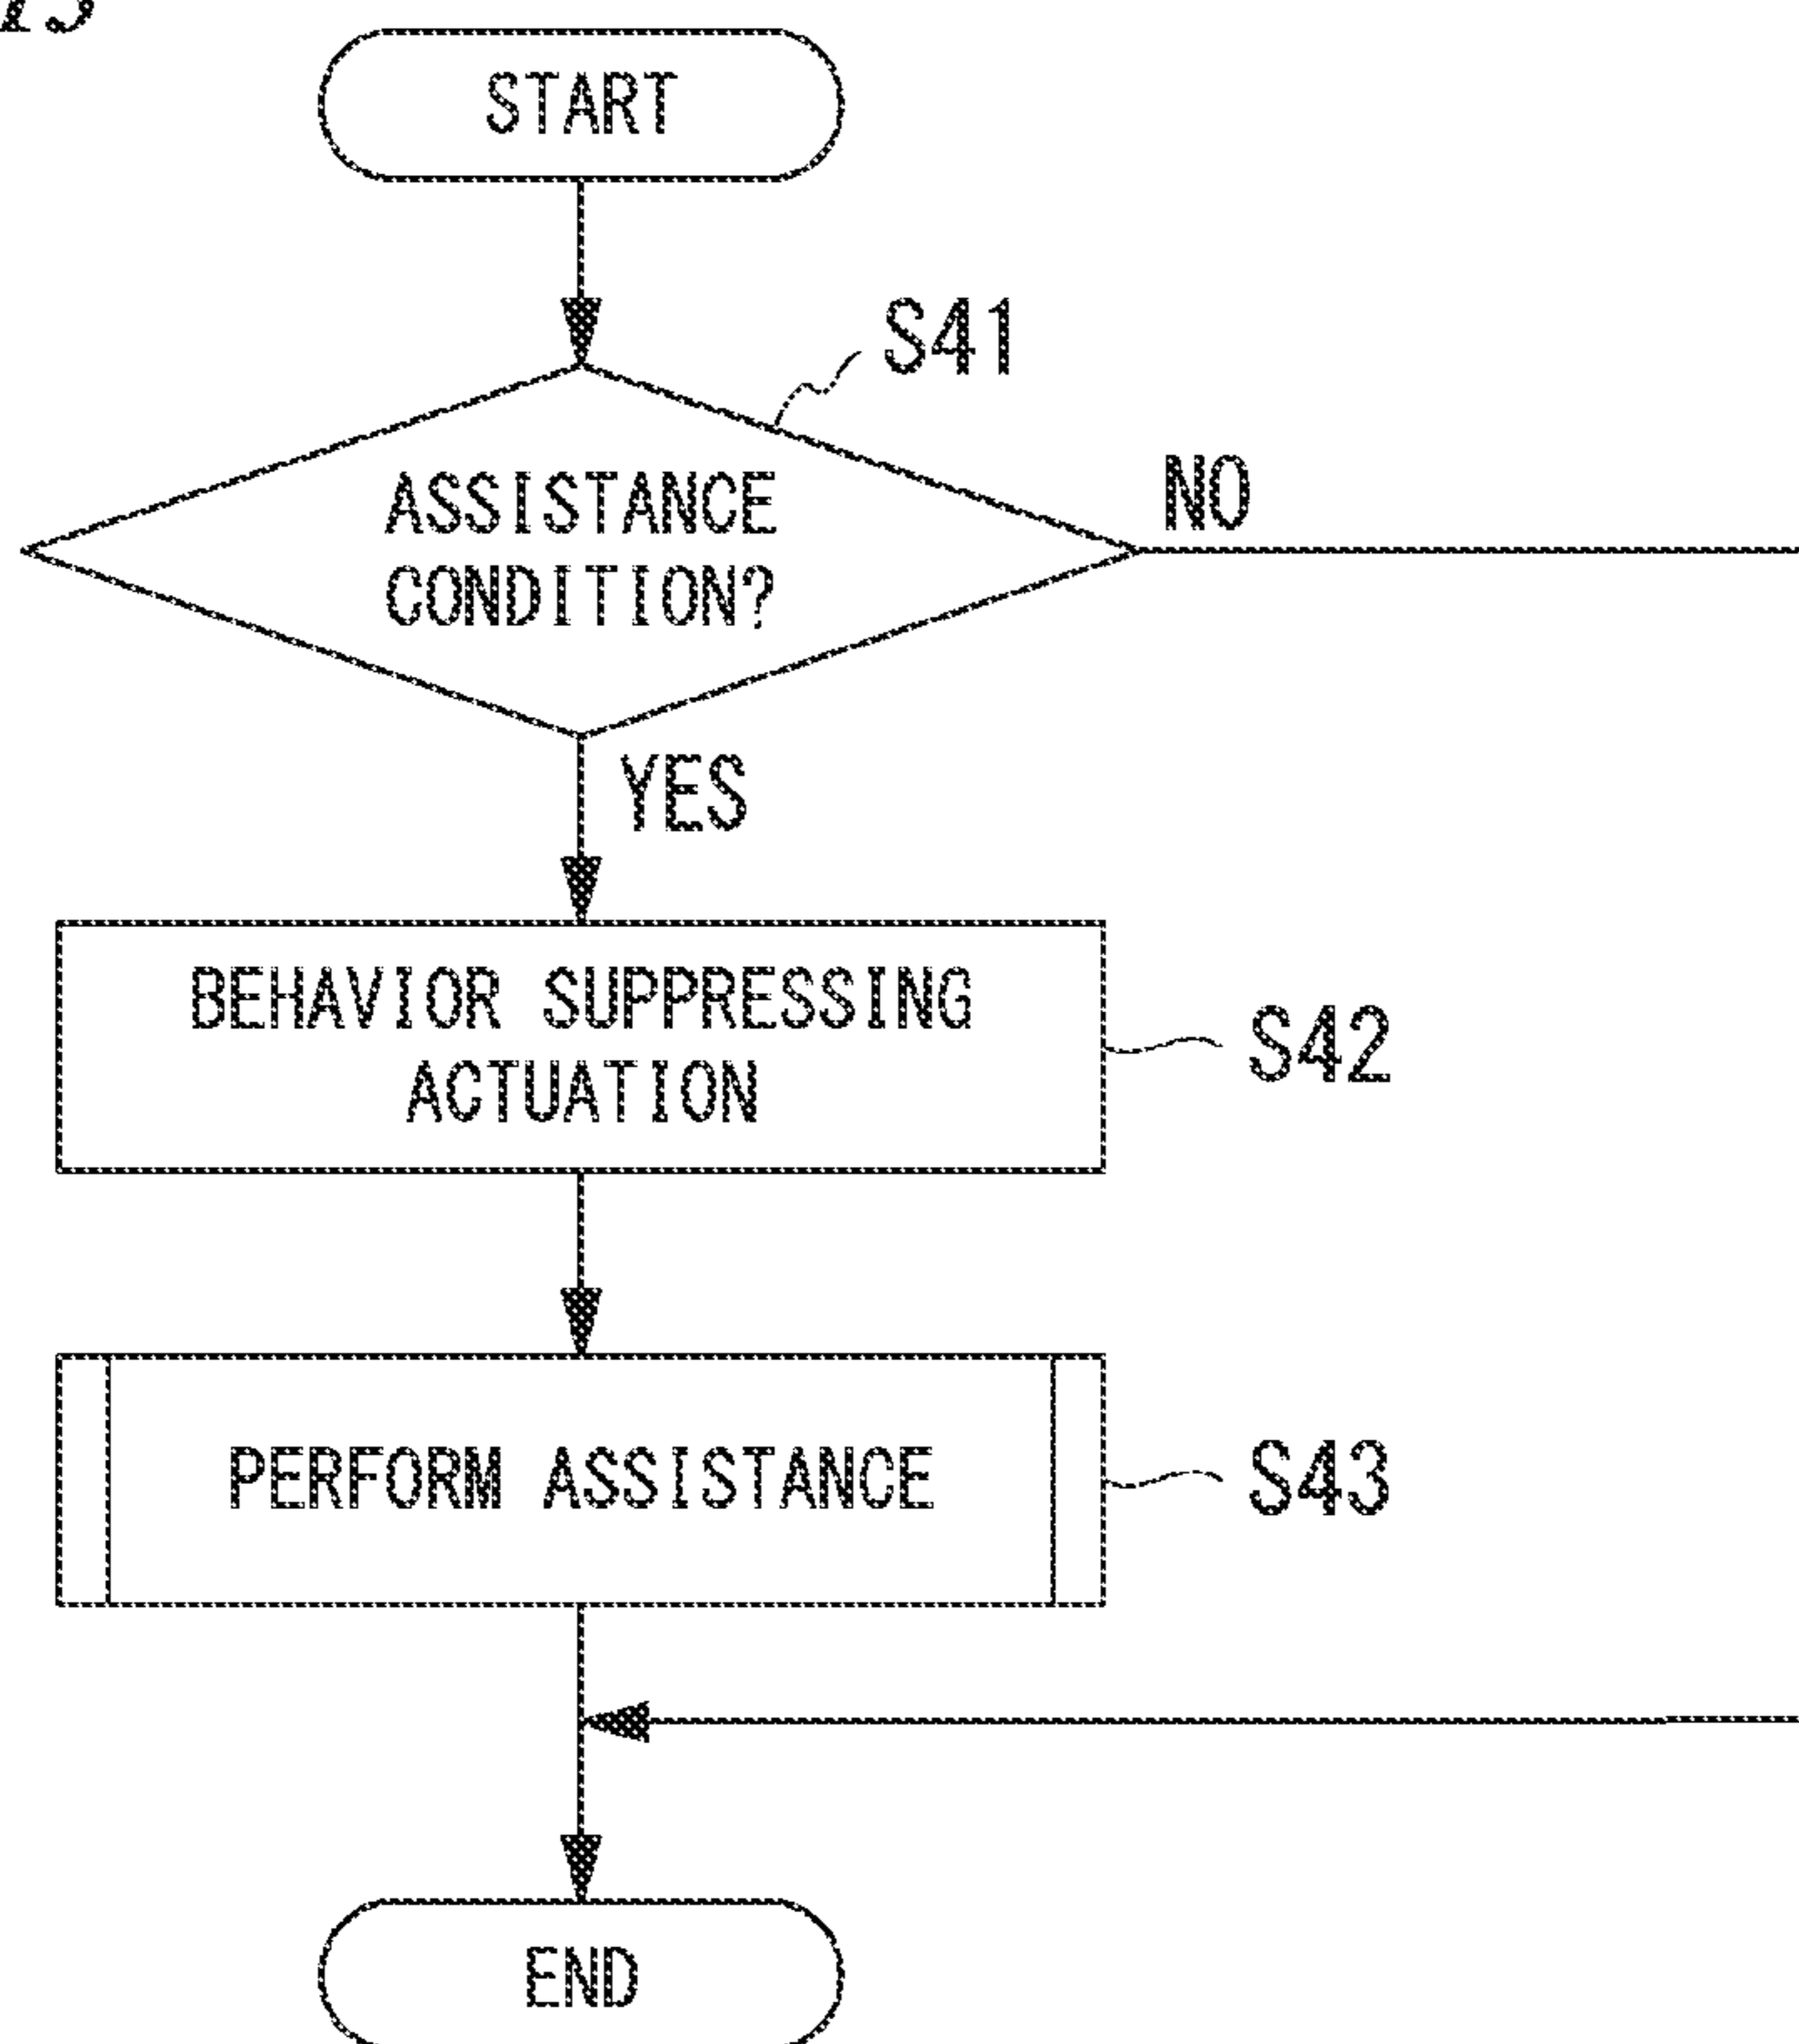 START
S41
ASSISTANCE
CONDITION?
NO
YES
BEHAVIOR SUPPRESSING
ACTUATION
S42
PERFORM ASSISTANCE
S43
END